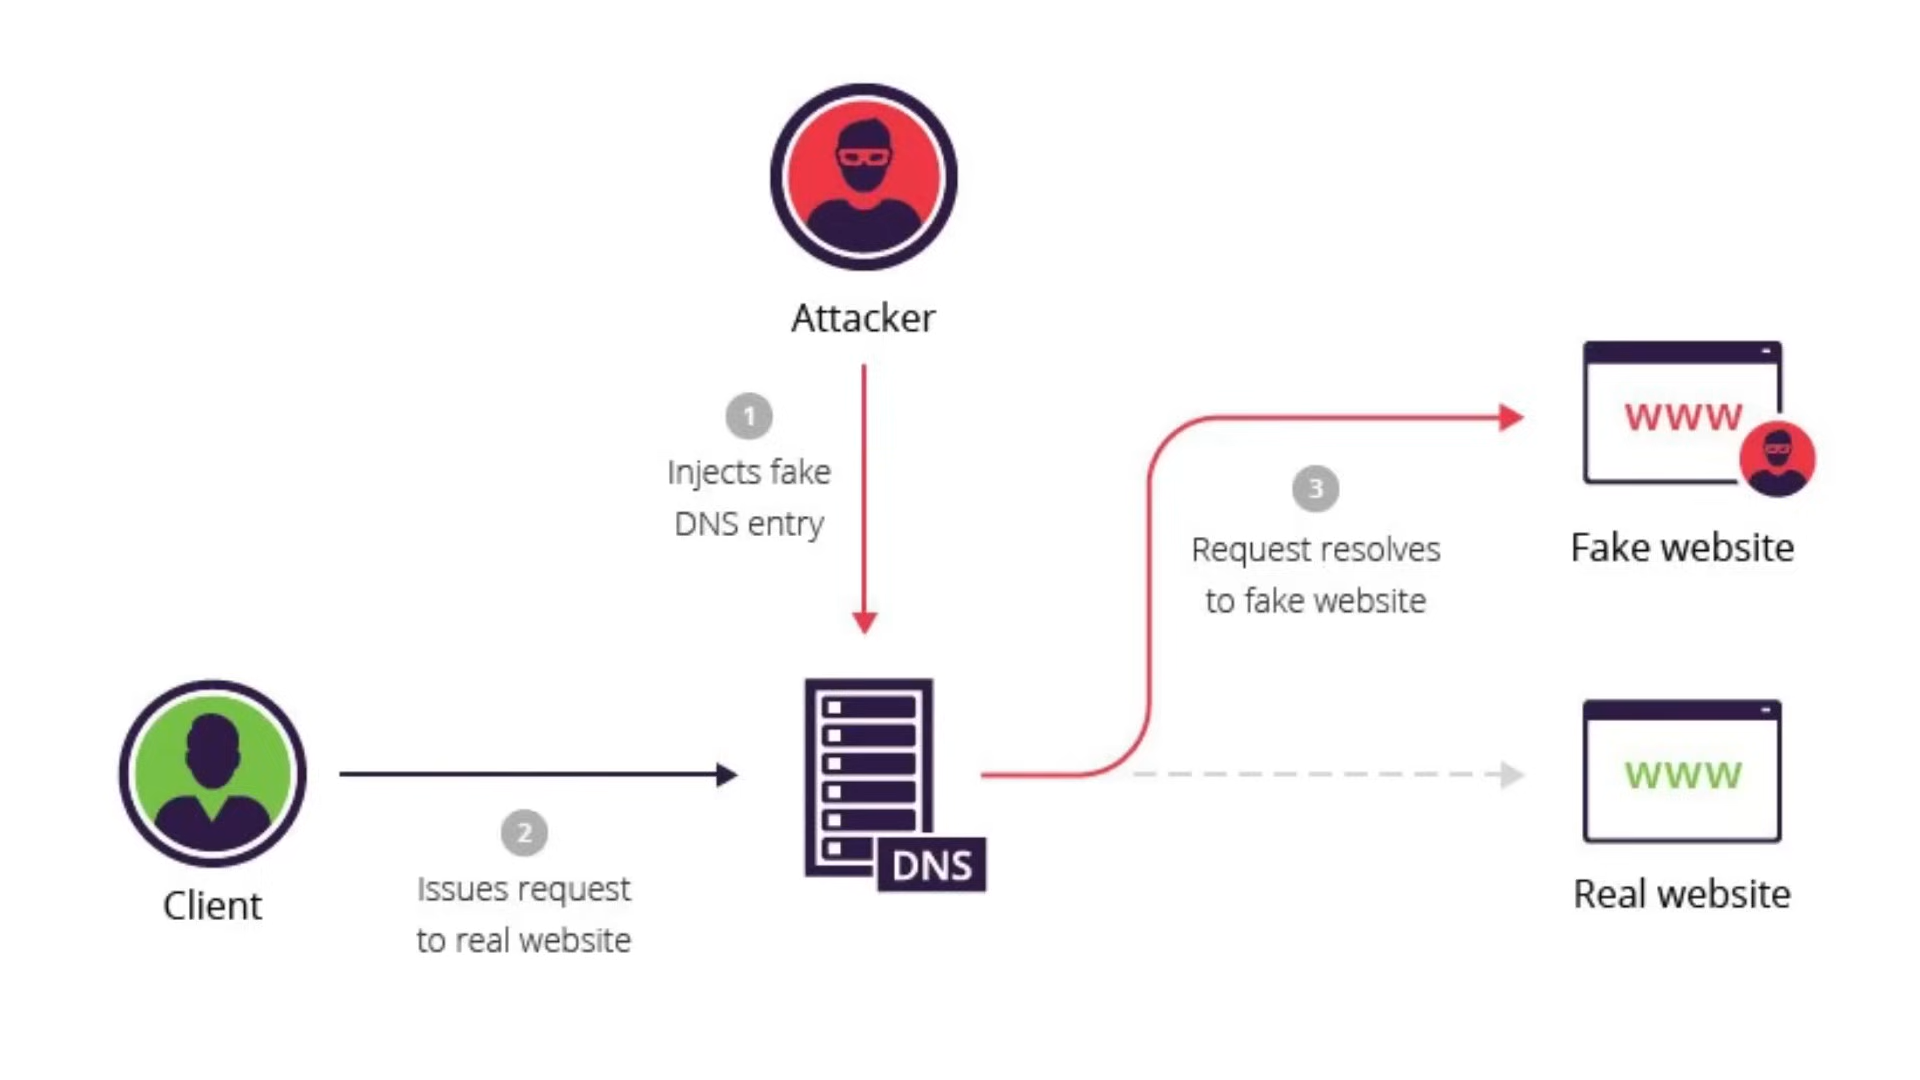 Attacker
1
Injects fake
DNS entry
www
3
Request resolves
to fake website
Fake website
www
2
DNS
Issues request
to real website
Client
Real website